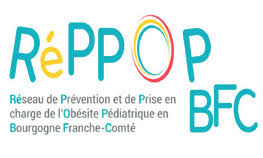 RéPPOP
Réseau de Prévention et de Prise en
charge de l'Obésité Pédiatrique en
Bourgogne Franche-Comté
BFC